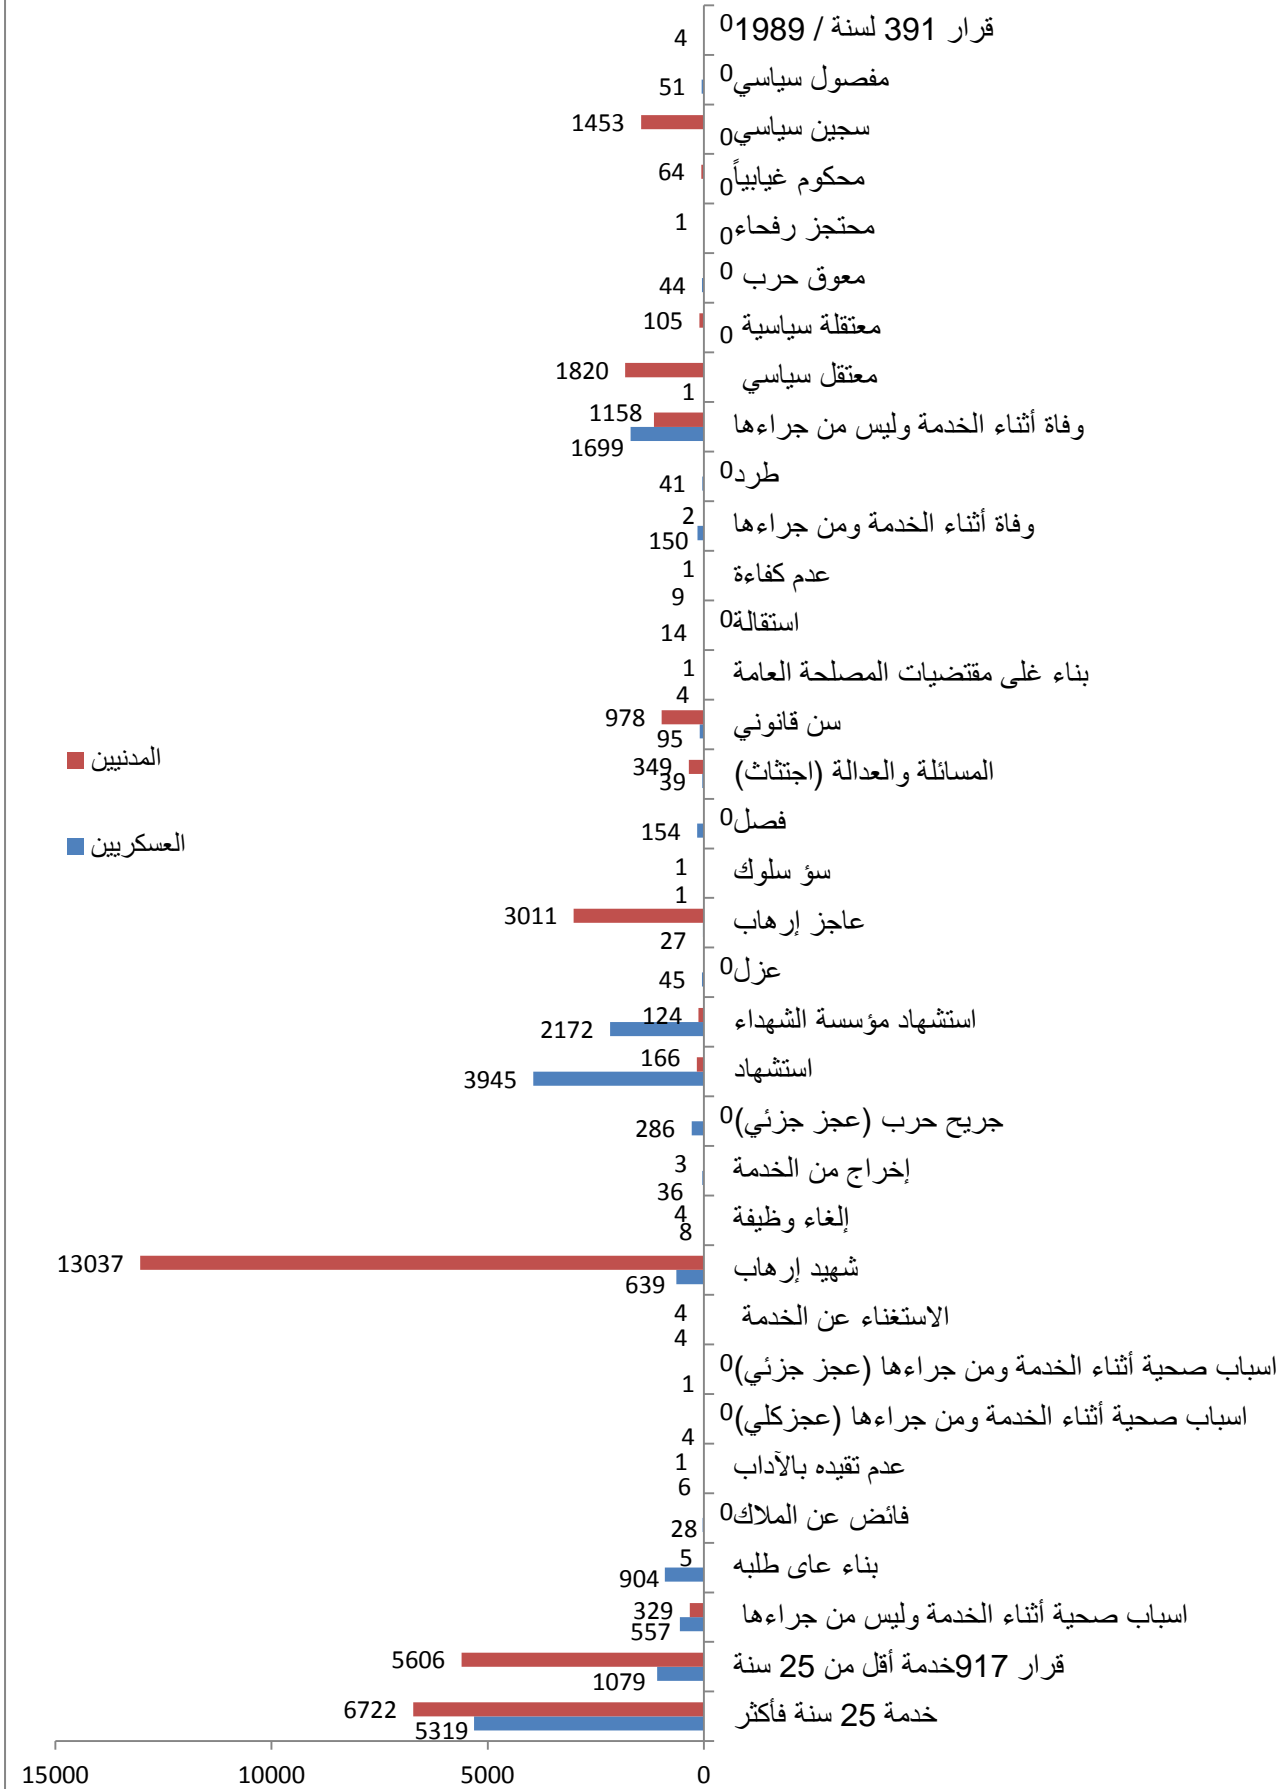 قرار 391 لسنة / 1989 0
4
مفصول سياسي 0
51
سجين سياسي 0
1453
محكوم غيابياً 0
64
محتجز رفحاء 0
1
معوق حرب 0
44
معتقلة سياسية 0
105
معتقل سياسي
1820
1
وفاة أثناء الخدمة وليس من جراءها
1158
1699
طرد 0
41
وفاة أثناء الخدمة ومن جراءها
2
150
عدم كفاءة
1
9
استقالة 0
14
بناء غلى مقتضيات المصلحة العامة
1
4
سن قانوني
978
95
المسائلة والعدالة (اجتثاث)
349
39
المدنيين
فصل 0
154
العسكريين
سؤ سلوك
1
1
عاجز إرهاب
3011
27
عزل 0
45
استشهاد مؤسسة الشهداء
124
2172
استشهاد
166
3945
جريح حرب (عجز جزئي) 0
286
إخراج من الخدمة
3
36
إلغاء وظيفة
4
8
شهيد إرهاب
13037
639
الاستغناء عن الخدمة
4
4
اسباب صحية أثناء الخدمة ومن جراءها (عجز جزئي) 0
1
اسباب صحية أثناء الخدمة ومن جراءها (عجزكلي) 0
4
عدم تقيده بالآداب
1
6
فائض عن الملاك 0
28
بناء عاى طلبه
5
904
اسباب صحية أثناء الخدمة وليس من جراءها
329
557
قرار 917خدمة أقل من 25 سنة
5606
1079
خدمة 25 سنة فأكثر
6722
5319
15000 10000 5000 0